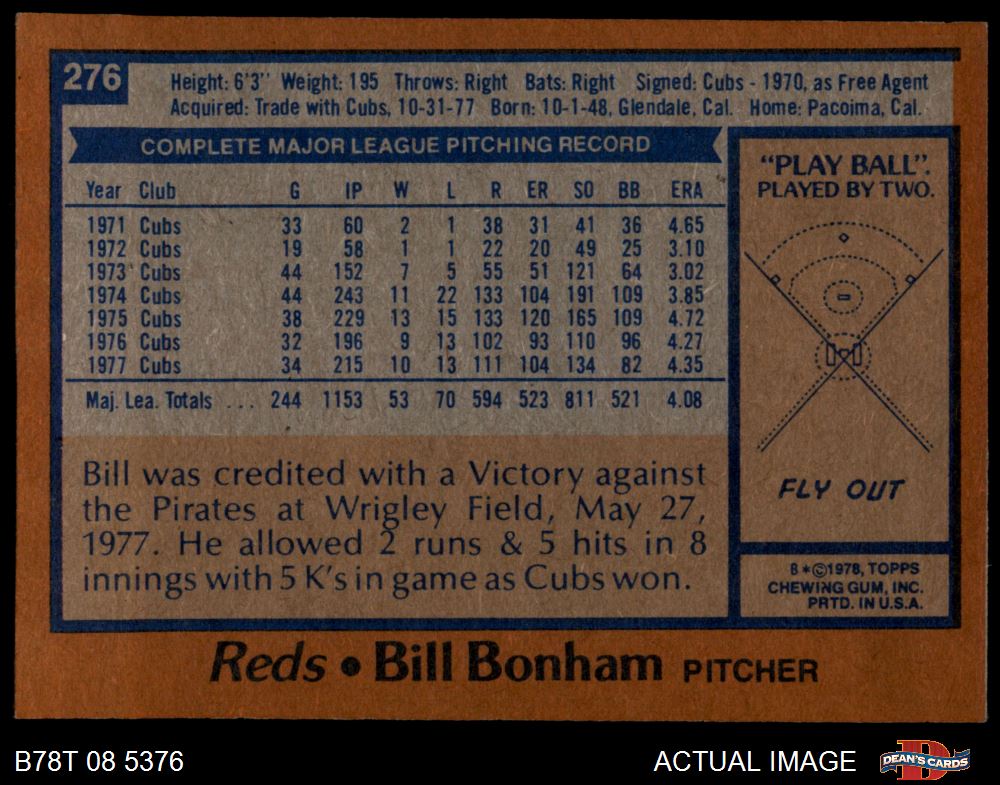 276
Height: 6'3" Weight: 195 Throws: Right Bats: Right Signed: Cubs - 1970, as Free Agent
Acquired: Trade with Cubs, 10-31-77 Born: 10-1-48, Glendale, Cal. Home: Pacoima, Cal.
COMPLETE MAJOR LEAGUE PITCHING RECORD
Year Club G IP W L R ER SO BB ERA
1971 Cubs 33 60 2 1 38 31 41 36 4.65
1972 Cubs 19 58 1 1 22 20 49 25 3.10
1973 Cubs 44 152 7 5 55 51 121 64 3.02
1974 Cubs 44 243 11 22 133 104 191 109 3.85
1975 Cubs 38 229 13 15 133 120 165 109 4.72
1976 Cubs 32 196 9 13 102 93 110 96 4.27
1977 Cubs 34 215 10 13 111 104 134 82 4.35
Maj. Lea. Totals ... 244 1153 53 70 594 523 811 521 4.08
Bill was credited with a Victory against
the Pirates at Wrigley Field, May 27,
1977. He allowed 2 runs & 5 hits in 8
innings with 5 K's in game as Cubs won.
"PLAY BALL".
PLAYED BY TWO.
FLY OUT
B*©1978, TOPPS
CHEWING GUM, INC.
PRTD. IN U.S.A.
Reds • Bill Bonham PITCHER
B78T 08 5376
ACTUAL IMAGE
D
DEAN'S CARDS